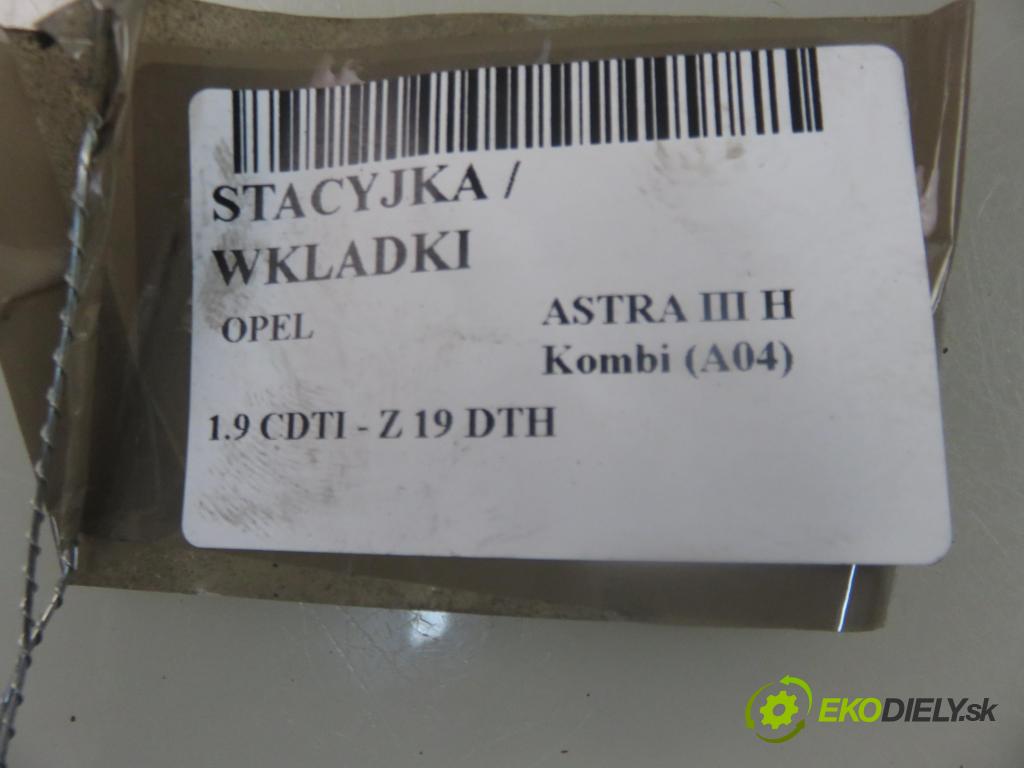 STACYJKA /
WKLADKI
OPEL
ASTRA III H
Kombi (A04)
1.9 CDTI - Z 19 DTH
EKODIELY.sk